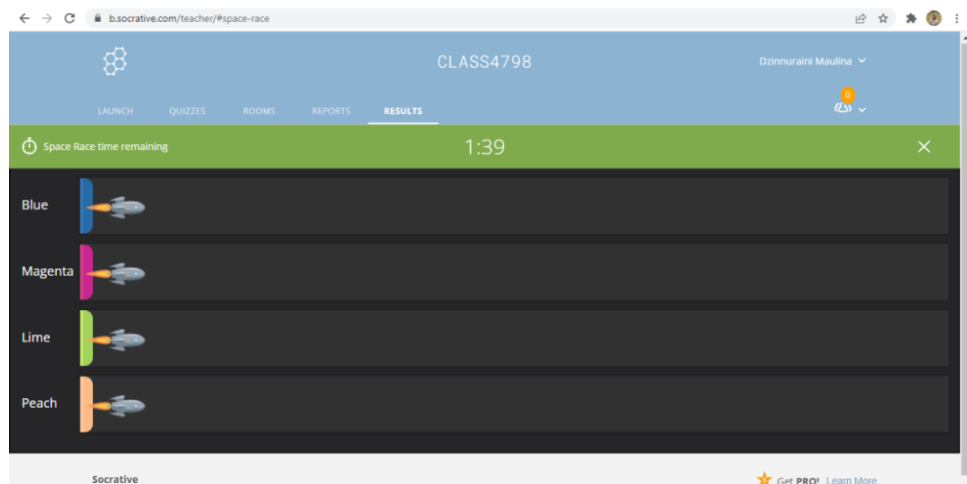 b.socrative.com/teacher/#space-race
CLASS4798
Dzinnuraini Maulina
0
LAUNCH QUIZZES ROOMS REPORTS RESULTS
Space Race time remaining 1:39
Blue
Magenta
Lime
Peach
Socrative
Get PRO! Learn More